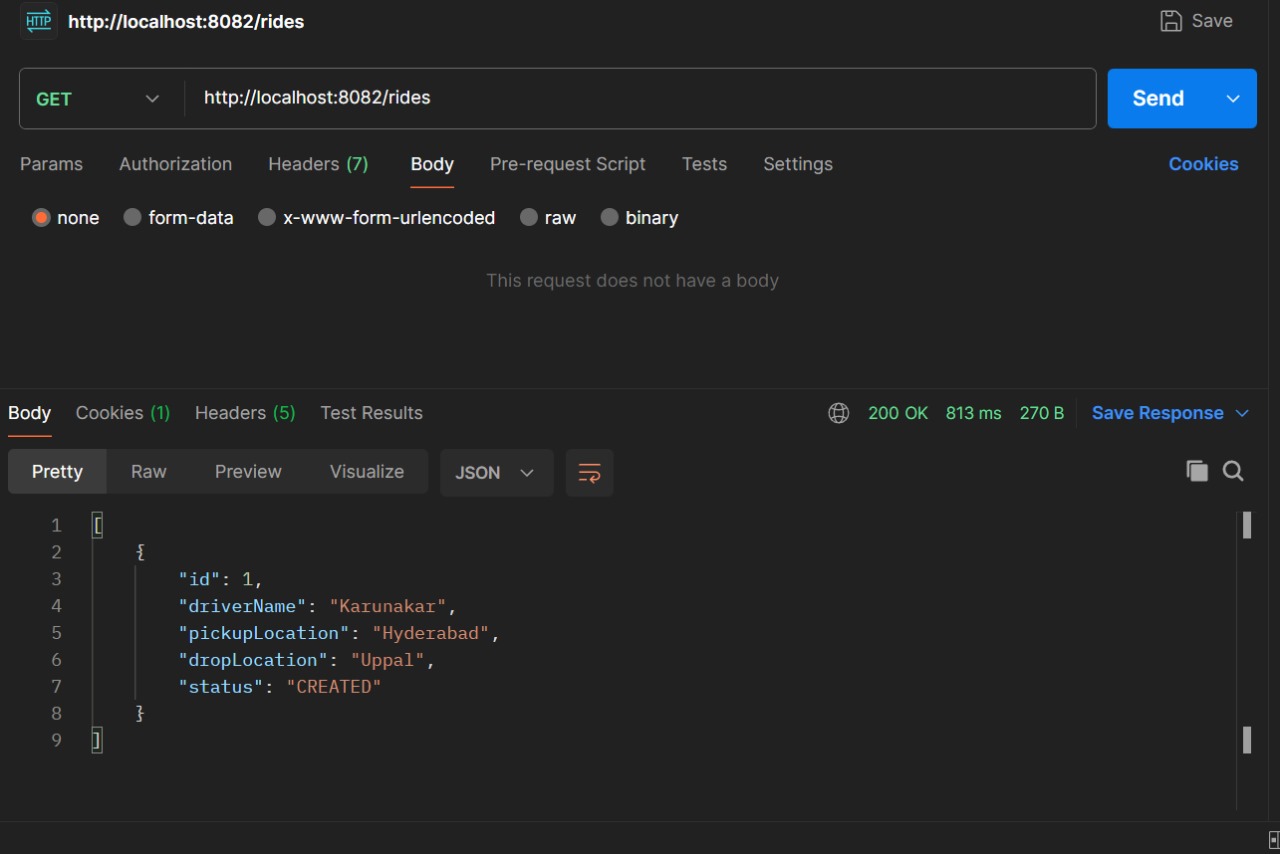 HTTP http://localhost:8082/rides Save
GET http://localhost:8082/rides Send
Params Authorization Headers (7) Body Pre-request Script Tests Settings Cookies
none form-data x-www-form-urlencoded raw binary
This request does not have a body
Body Cookies (1) Headers (5) Test Results 200 OK 813 ms 270 B Save Response
Pretty Raw Preview Visualize JSON
1 [
2 {
3 "id": 1,
4 "driverName": "Karunakar",
5 "pickupLocation": "Hyderabad",
6 "dropLocation": "Uppal",
7 "status": "CREATED"
8 }
9 ]